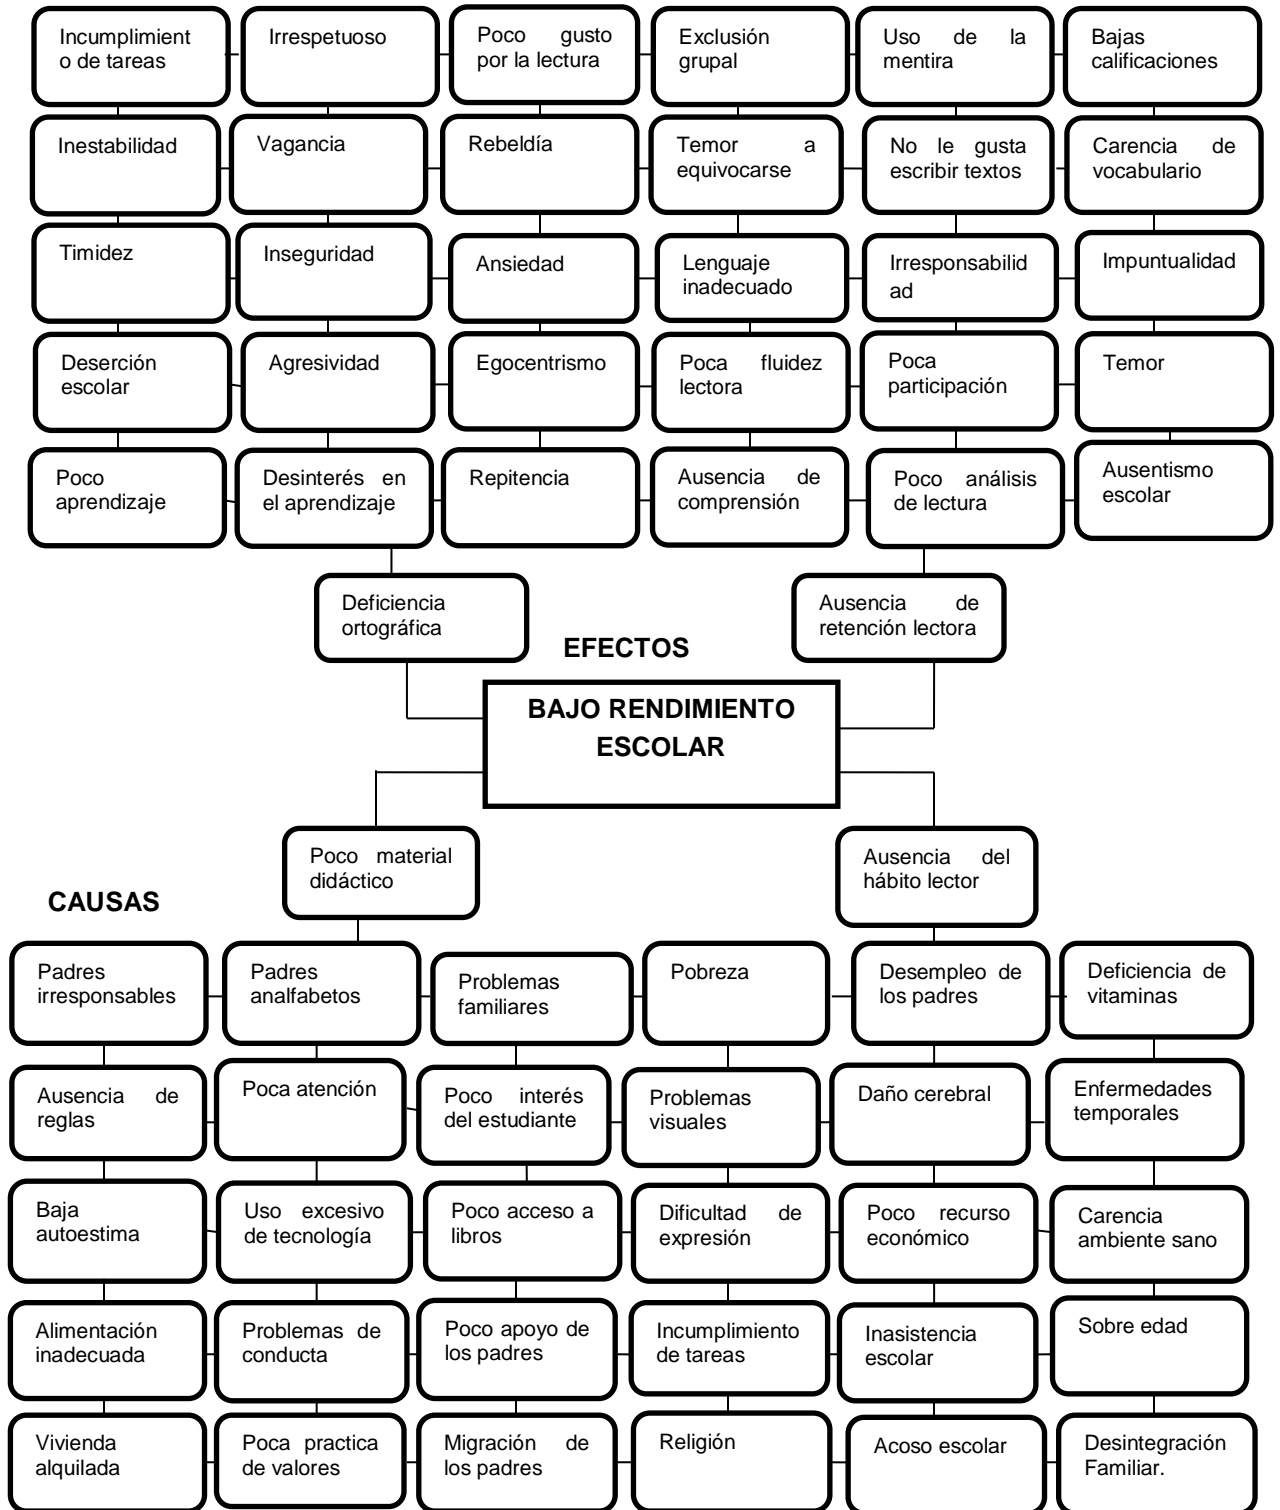 Incumplimient
o de tareas
Irrespetuoso
Poco gusto
por la lectura
Exclusión
grupal
Uso de la
mentira
Bajas
calificaciones
Inestabilidad
Vagancia
Rebeldía
Temor a
equivocarse
No le gusta
escribir textos
Carencia de
vocabulario
Timidez
Inseguridad
Ansiedad
Lenguaje
inadecuado
Irresponsabilid
ad
Impuntualidad
Deserción
escolar
Agresividad
Egocentrismo
Poca fluidez
lectora
Poca
participación
Temor
Poco
aprendizaje
Desinterés en
el aprendizaje
Repitencia
Ausencia de
comprensión
Poco análisis
de lectura
Ausentismo
escolar
Deficiencia
ortográfica
Ausencia de
retención lectora
EFECTOS
BAJO RENDIMIENTO
ESCOLAR
Poco material
didáctico
Ausencia del
hábito lector
CAUSAS
Padres
irresponsables
Padres
analfabetos
Problemas
familiares
Pobreza
Desempleo de
los padres
Deficiencia de
vitaminas
Ausencia de
reglas
Poca atención
Poco interés
del estudiante
Problemas
visuales
Daño cerebral
Enfermedades
temporales
Baja
autoestima
Uso excesivo
de tecnología
Poco acceso a
libros
Dificultad de
expresión
Poco recurso
económico
Carencia
ambiente sano
Alimentación
inadecuada
Problemas de
conducta
Poco apoyo de
los padres
Incumplimiento
de tareas
Inasistencia
escolar
Sobre edad
Vivienda
alquilada
Poca practica
de valores
Migración de
los padres
Religión
Acoso escolar
Desintegración
Familiar.